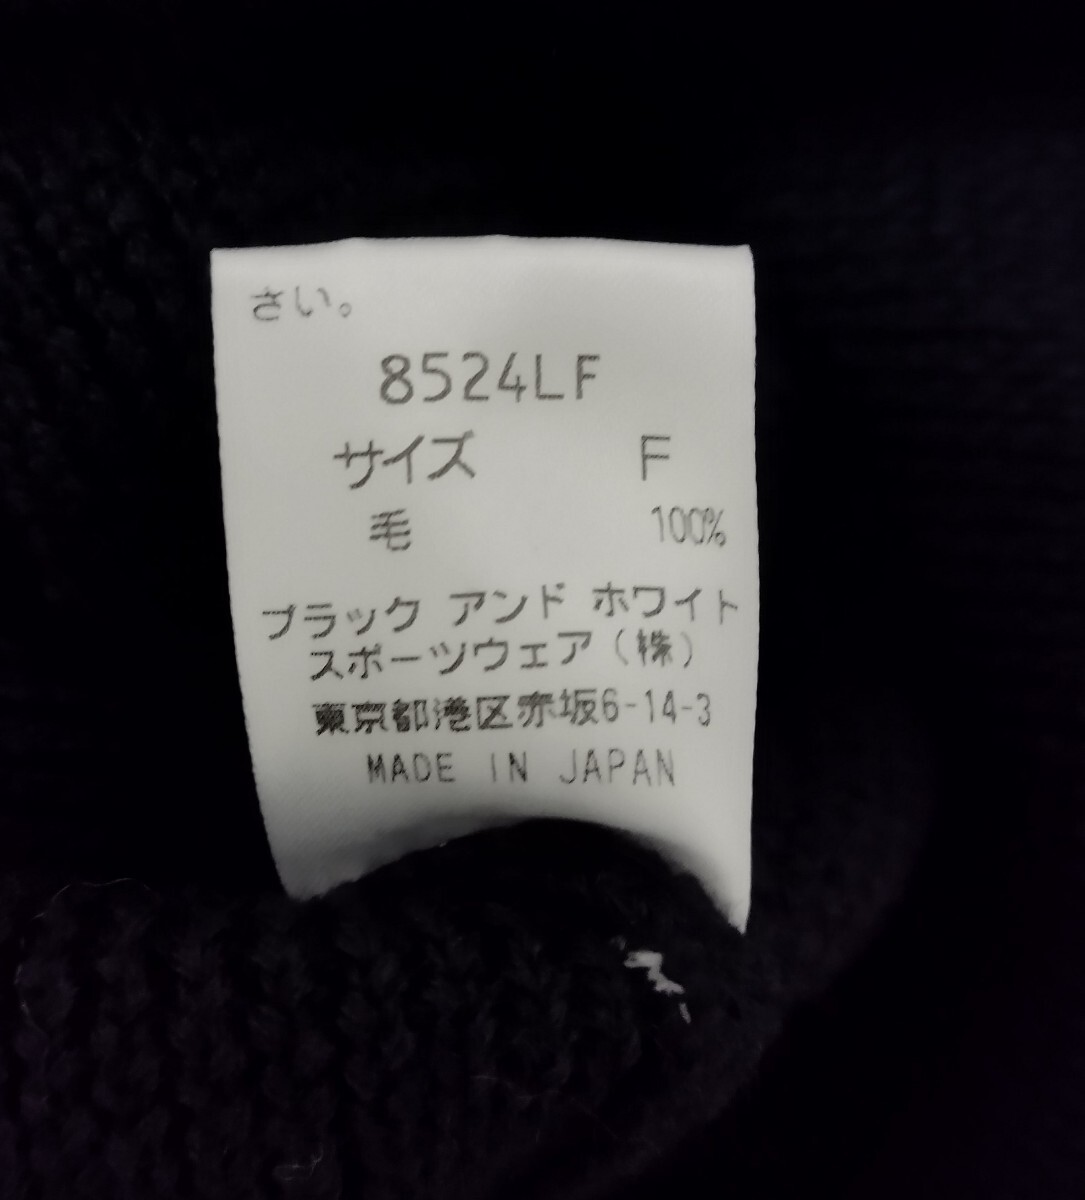 さい。
8524LF
サイズ F
毛 100%
ブラック アンド ホワイト
スポーツウェア(株)
東京都港区赤坂6-14-3
MADE IN JAPAN